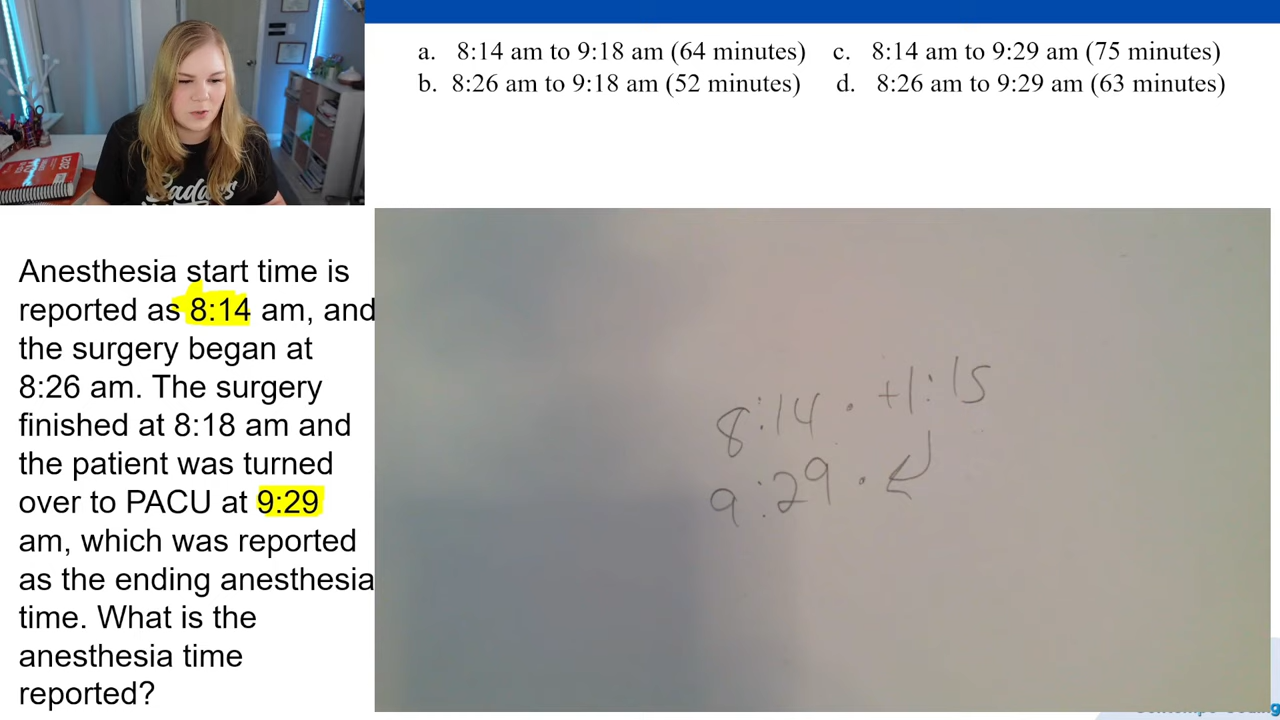 a. 8:14 am to 9:18 am (64 minutes) c. 8:14 am to 9:29 am (75 minutes)
b. 8:26 am to 9:18 am (52 minutes) d. 8:26 am to 9:29 am (63 minutes)
Anesthesia start time is
reported as 8:14 am, and
the surgery began at
8:26 am. The surgery
finished at 8:18 am and
the patient was turned
over to PACU at 9:29
am, which was reported
as the ending anesthesia
time. What is the
anesthesia time
reported?
8:14 +1:15
9:29